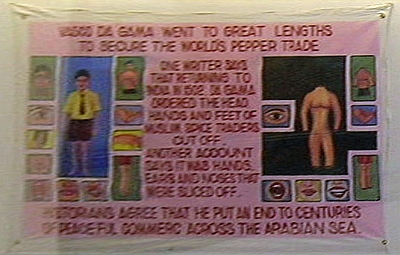 VASCO DA GAMA WENT TO GREAT LENGTHS
TO SECURE THE WORLD'S PEPPER TRADE
ONE WRITER SAYS
THAT RETURNING TO
INDIA IN 1502, DA GAMA
ORDERED THE HEAD
HANDS AND FEET OF
MUSLIM SPICE TRADERS
CUT OFF.
ANOTHER ACCOUNT
SAYS IT WAS HANDS,
EARS AND NOSES THAT
WERE SLICED OFF.
HISTORIANS AGREE THAT HE PUT AN END TO CENTURIES
OF PEACEFUL COMMERC ACROSS THE ARABIAN SEA.